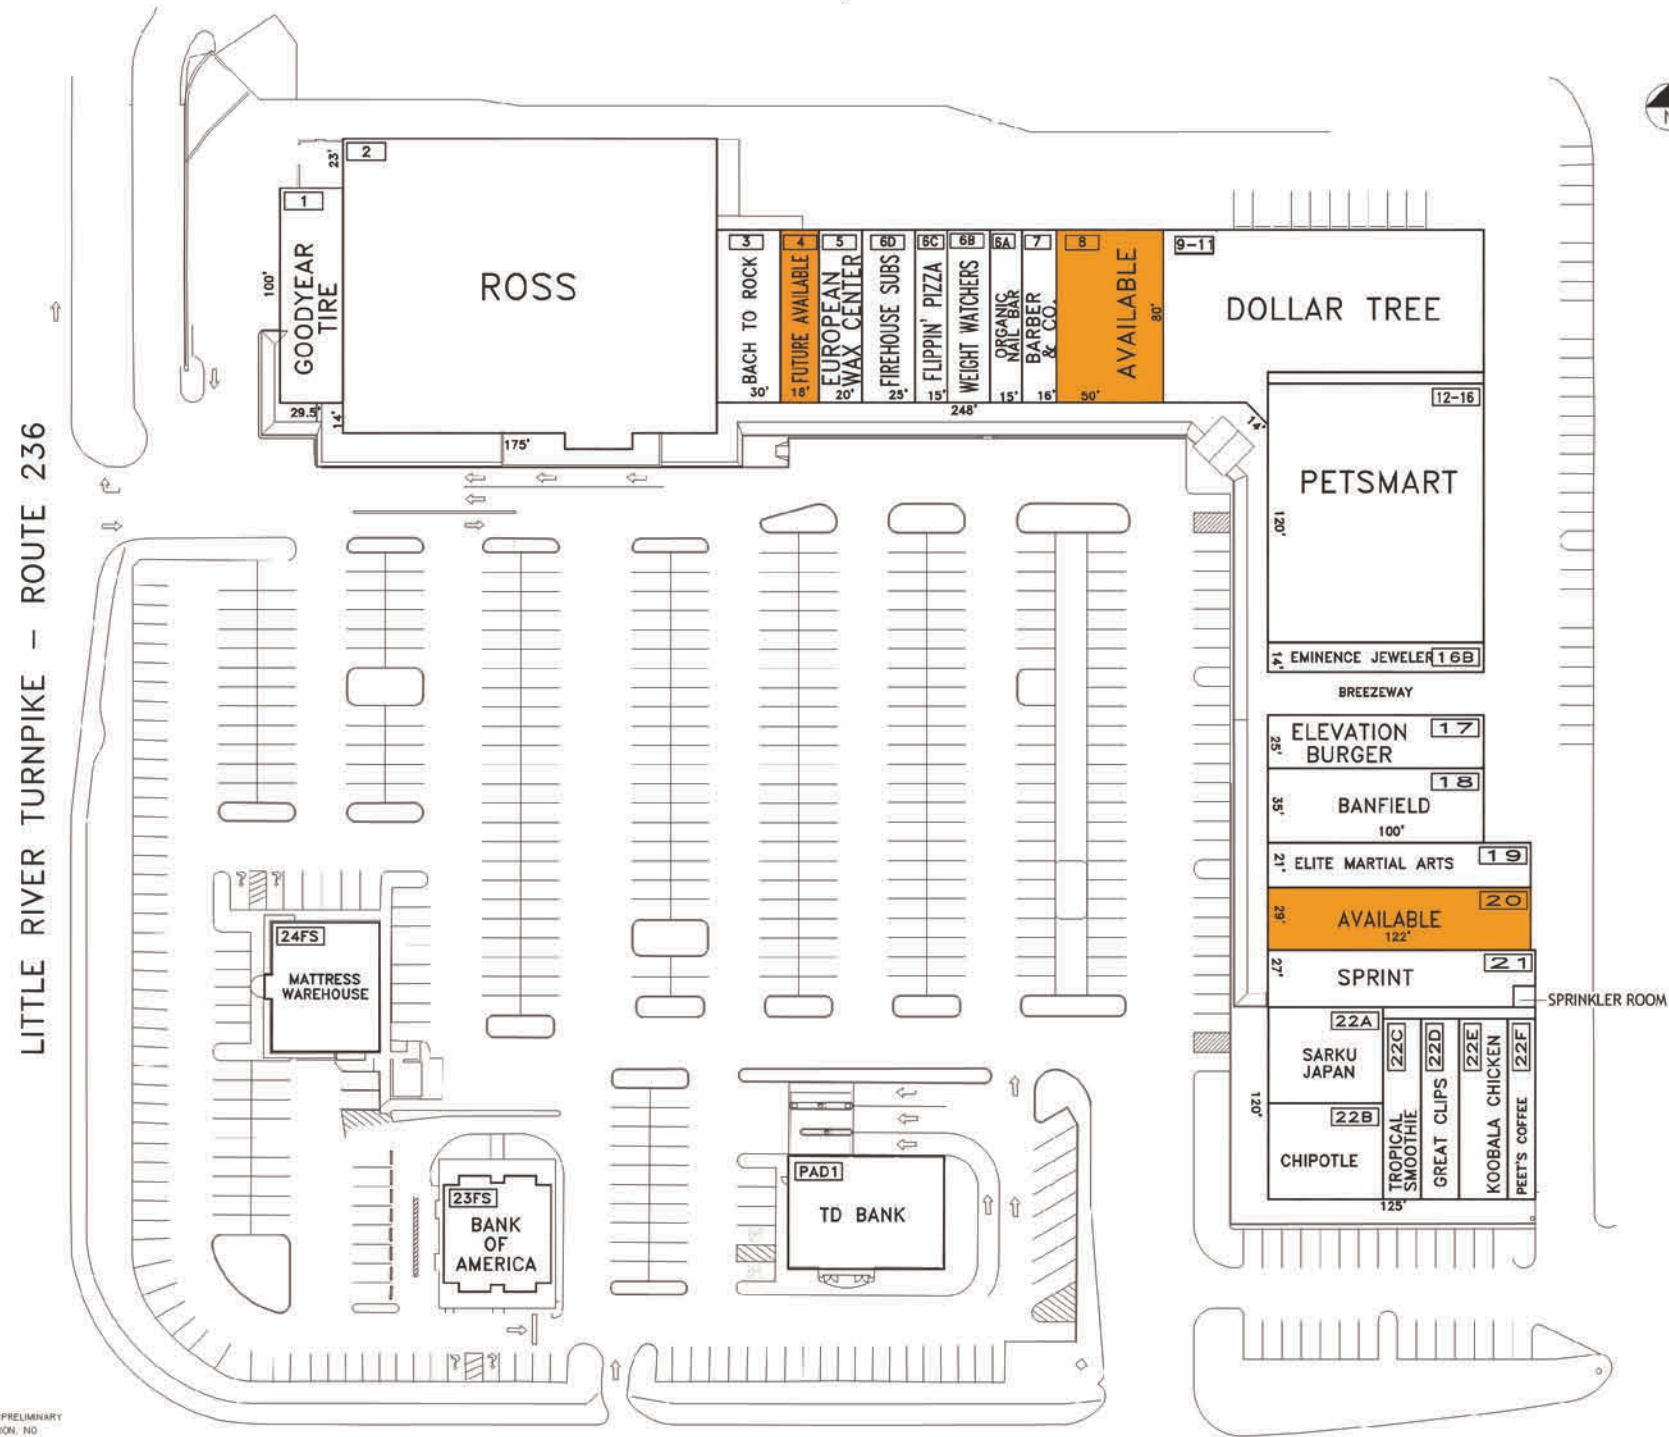 N
2
23'
1
100'
GOODYEAR
TIRE
29.5'
14'
ROSS
175'
3
BACH TO ROCK
30'
4
FUTURE AVAILABLE
18'
5
EUROPEAN
WAX CENTER
20'
6D
FIREHOUSE SUBS
25'
6C
FLIPPIN' PIZZA
15'
6B
WEIGHT WATCHERS
6A
ORGANIC
NAIL BAR
15'
7
BARBER
& CO.
16'
8
AVAILABLE
80'
50'
248'
9-11
DOLLAR TREE
14'
12-16
PETSMART
120'
14'
EMINENCE JEWELER
16B
BREEZEWAY
25'
ELEVATION
BURGER
17
35'
BANFIELD
18
100'
21'
ELITE MARTIAL ARTS
19
29'
AVAILABLE
20
122'
27'
SPRINT
21
SPRINKLER ROOM
22A
SARKU
JAPAN
22B
CHIPOTLE
120'
22C
TROPICAL
SMOOTHIE
22D
GREAT CLIPS
22E
KOOBALA CHICKEN
22F
PEET'S COFFEE
125'
LITTLE RIVER TURNPIKE – ROUTE 236
24FS
MATTRESS
WAREHOUSE
23FS
BANK
OF
AMERICA
PAD1
TD BANK
PRELIMINARY
ION. NO